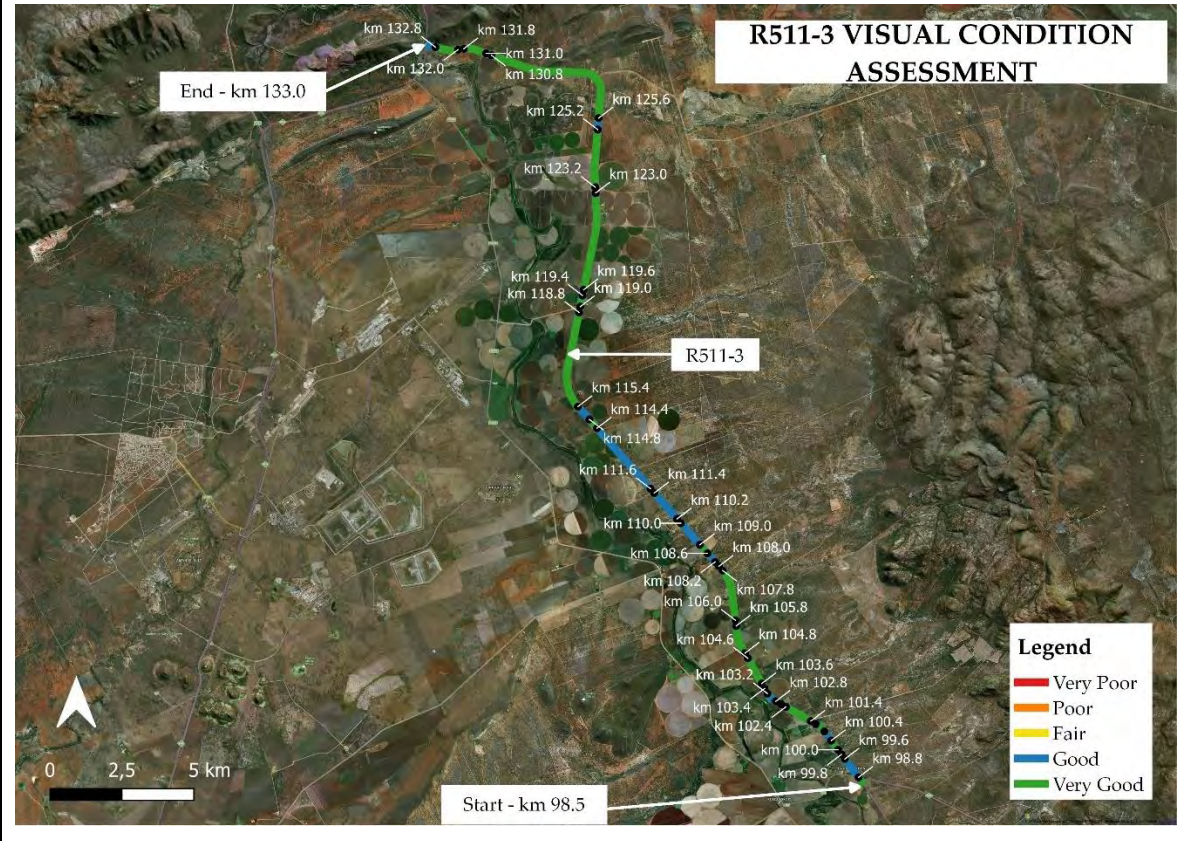 R511-3 VISUAL CONDITION
ASSESSMENT
km 132.8
km 131.8
km 131.0
km 132.0
km 130.8
End - km 133.0
km 125.6
km 125.2
km 123.2
km 123.0
km 119.6
km 119.4
km 119.0
km 118.8
R511-3
km 115.4
km 114.4
km 114.8
km 111.6
km 111.4
km 110.2
km 110.0
km 109.0
km 108.6
km 108.0
km 108.2
km 107.8
km 106.0
km 105.8
km 104.6
km 104.8
km 103.6
km 103.2
km 102.8
km 103.4
km 101.4
km 102.4
km 100.4
km 99.6
km 100.0
km 98.8
km 99.8
Start - km 98.5
Legend
Very Poor
Poor
Fair
Good
Very Good
0 2,5 5 km